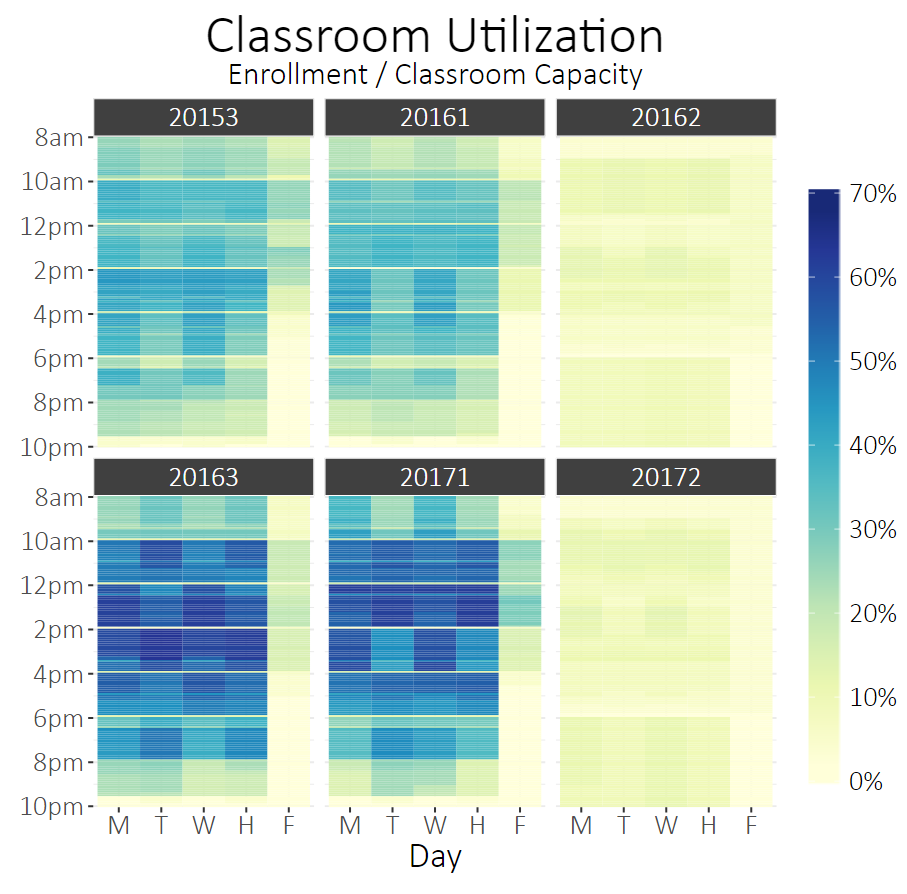 Classroom Utilization
Enrollment / Classroom Capacity
20153 20161 20162
8am
10am
12pm
2pm
4pm
6pm
8pm
10pm
70%
60%
50%
40%
30%
20%
10%
0%
20163 20171 20172
8am
10am
12pm
2pm
4pm
6pm
8pm
10pm
M T W H F M T W H F M T W H F
Day